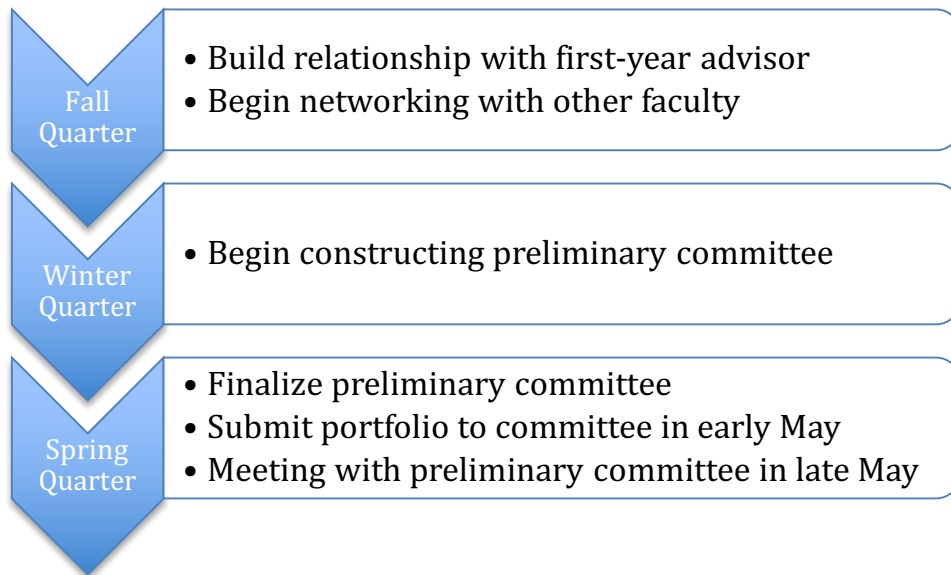 Fall
Quarter
• Build relationship with first-year advisor
• Begin networking with other faculty
Winter
Quarter
• Begin constructing preliminary committee
Spring
Quarter
• Finalize preliminary committee
• Submit portfolio to committee in early May
• Meeting with preliminary committee in late May